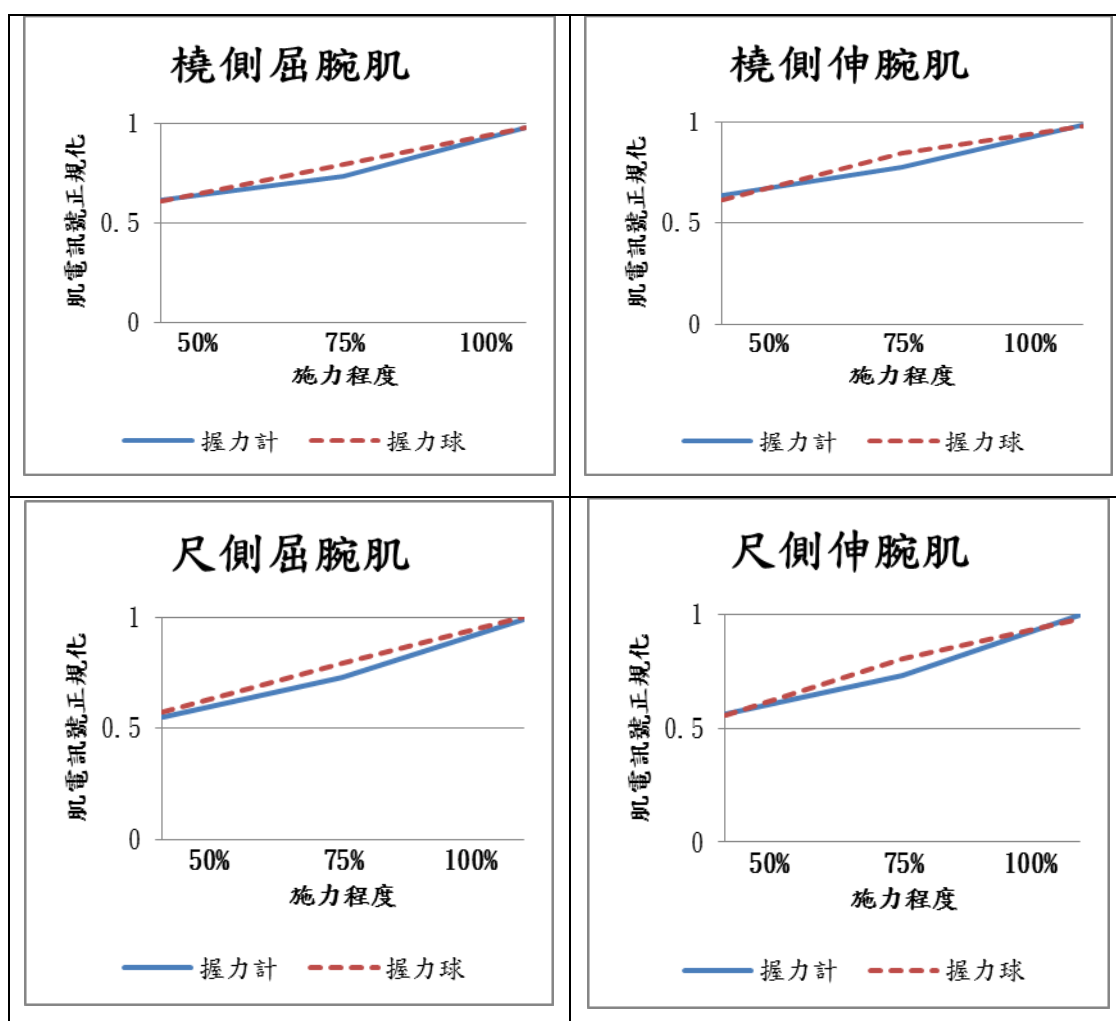 橈側屈腕肌
肌電訊號正規化
1
0.5
0
50% 75% 100%
施力程度
握力計 握力球
橈側伸腕肌
肌電訊號正規化
1
0.5
0
50% 75% 100%
施力程度
握力計 握力球
尺側屈腕肌
肌電訊號正規化
1
0.5
0
50% 75% 100%
施力程度
握力計 握力球
尺側伸腕肌
肌電訊號正規化
1
0.5
0
50% 75% 100%
施力程度
握力計 握力球